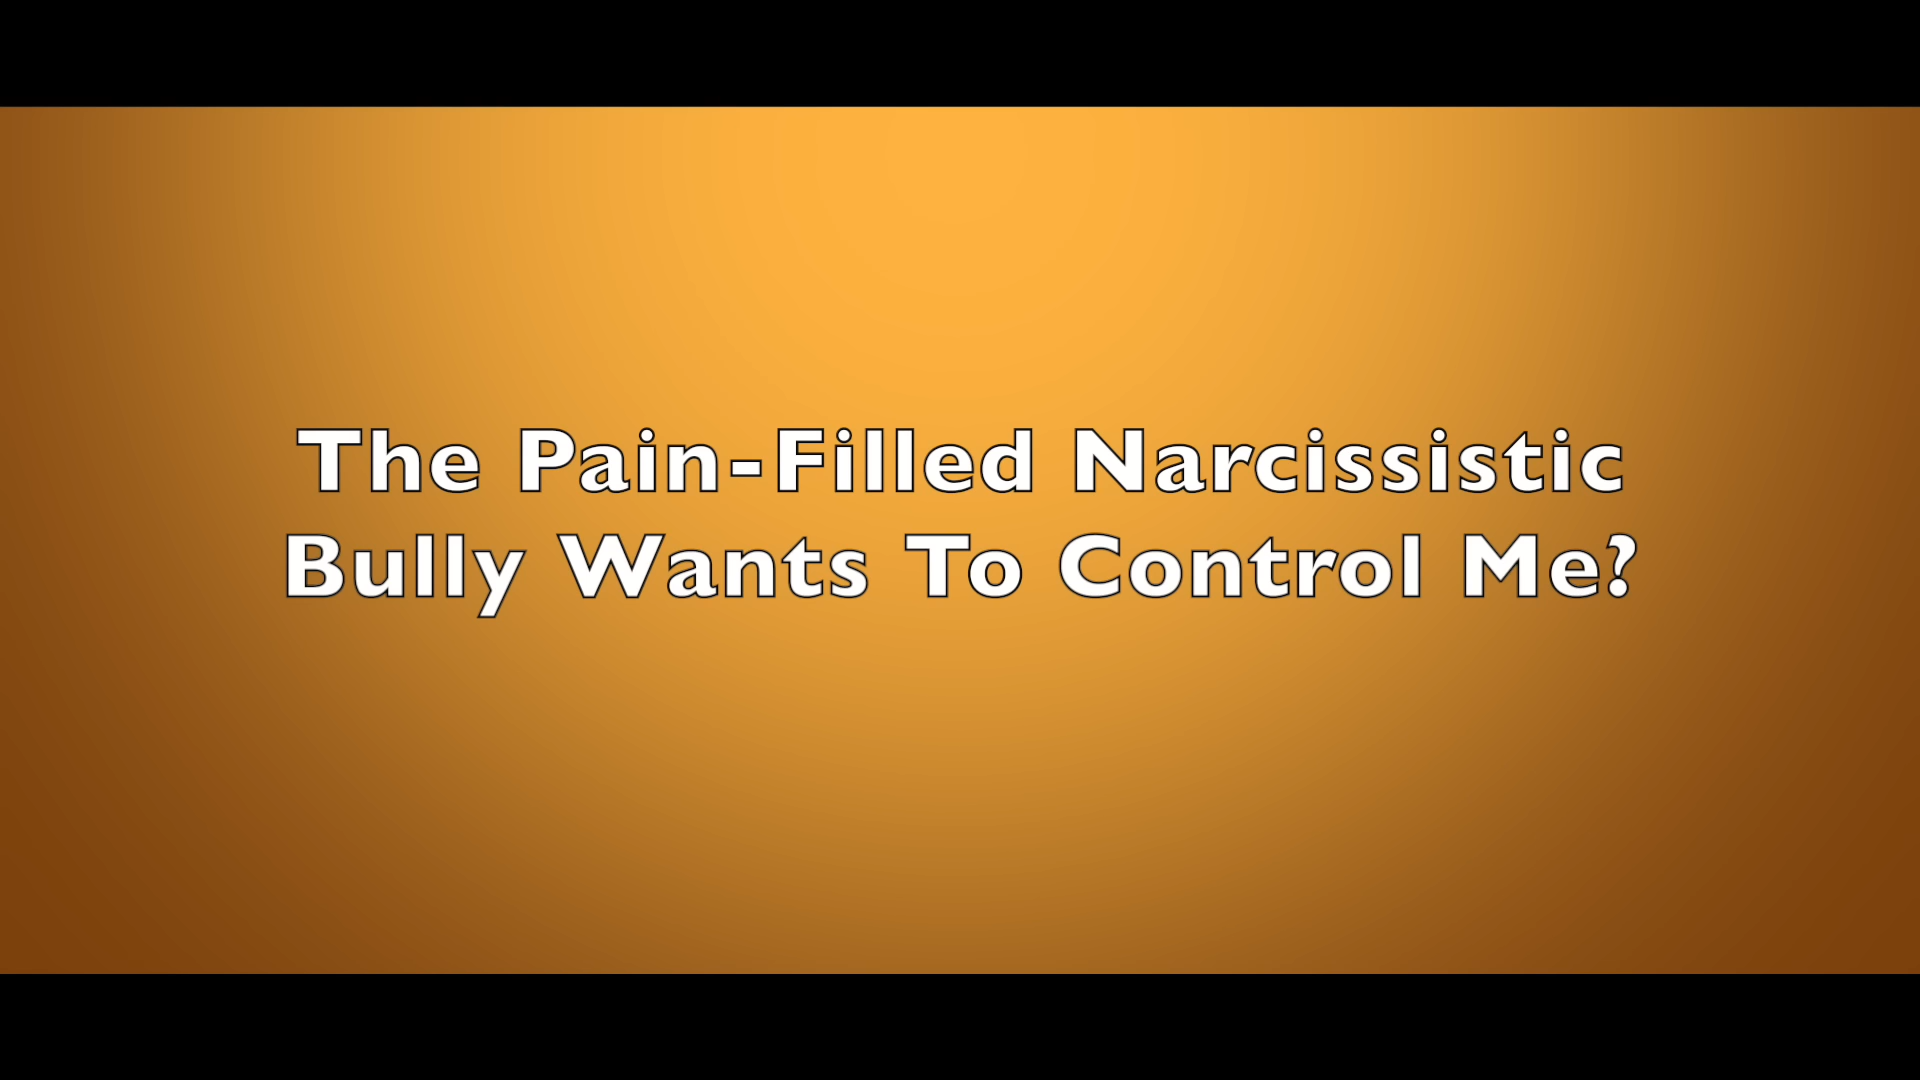 The Pain-Filled Narcissistic
Bully Wants To Control Me?